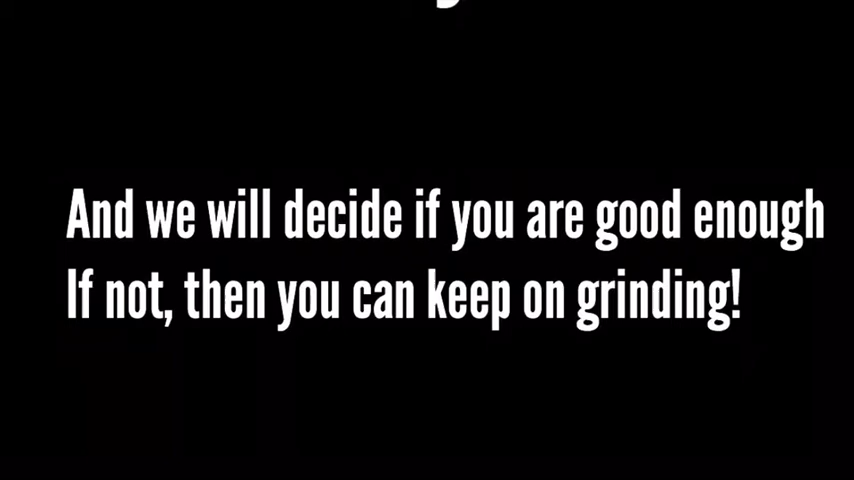 And we will decide if you are good enough
If not, then you can keep on grinding!